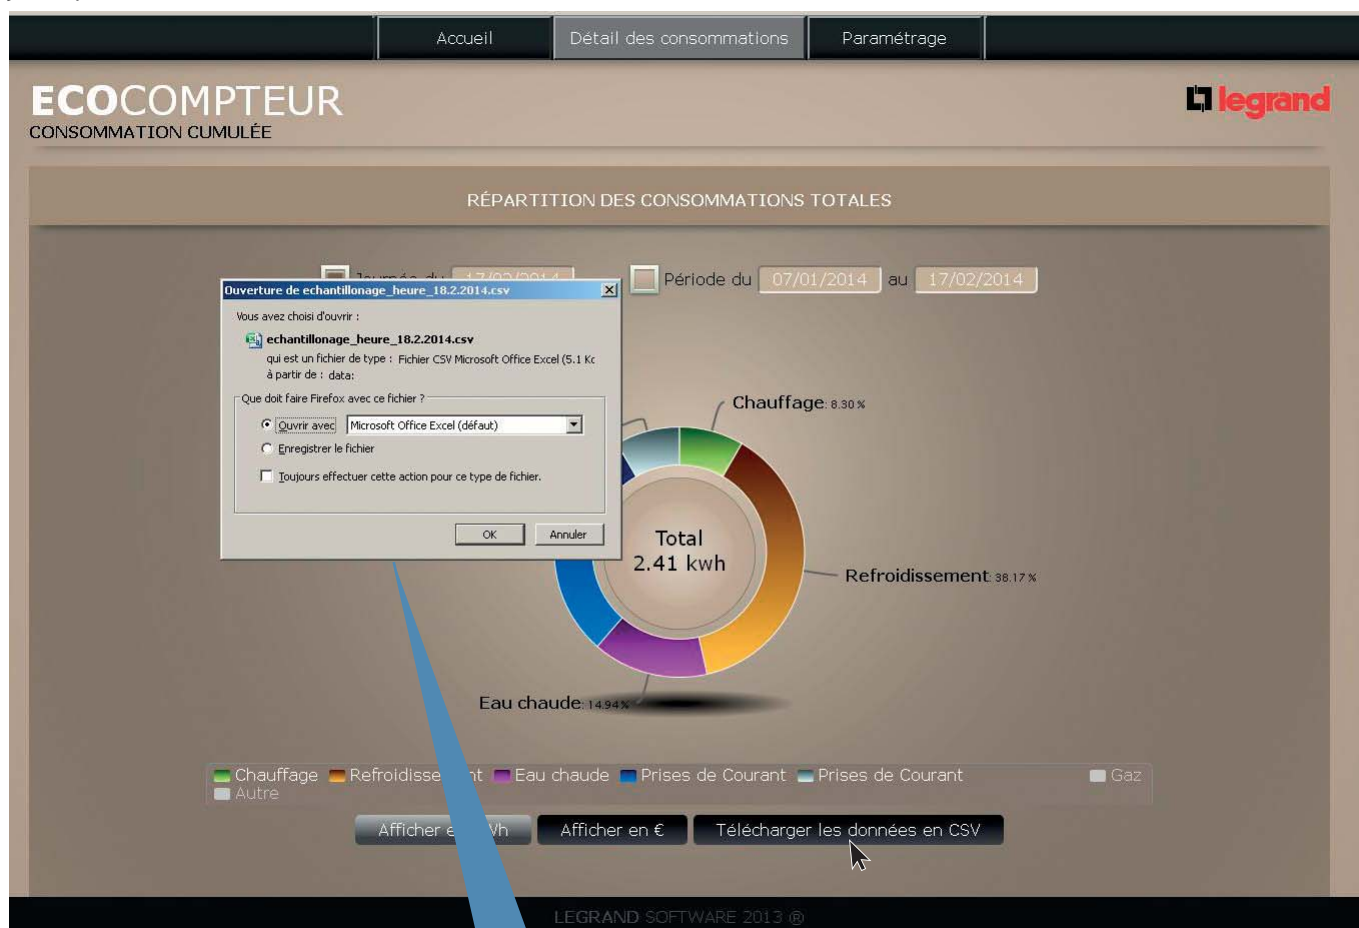 Accueil
Détail des consommations
Paramétrage
ECOCOMPTEUR
CONSOMMATION CUMULÉE
legrand
RÉPARTITION DES CONSOMMATIONS TOTALES
Période du 07/01/2014 au 17/02/2014
Ouverture de echantillonage_heure_18.2.2014.csv
Vous avez choisi d'ouvrir :
echantillonage_heure_18.2.2014.csv
qui est un fichier de type : Fichier CSV Microsoft Office Excel (5.1 Kc
à partir de : data:
Que doit faire Firefox avec ce fichier ?
Ouvrir avec Microsoft Office Excel (défaut)
Enregistrer le fichier
Toujours effectuer cette action pour ce type de fichier.
OK Annuler
Chauffage: 8.30 %
Total
2.41 kwh
Refroidissement: 38.17 %
Eau chaude: 14.94 %
Chauffage Eau chaude Prises de Courant Prises de Courant Gaz
Autre
Afficher
Afficher en €
Télécharger les données en CSV
LEGRAND SOFTWARE 2013 ®